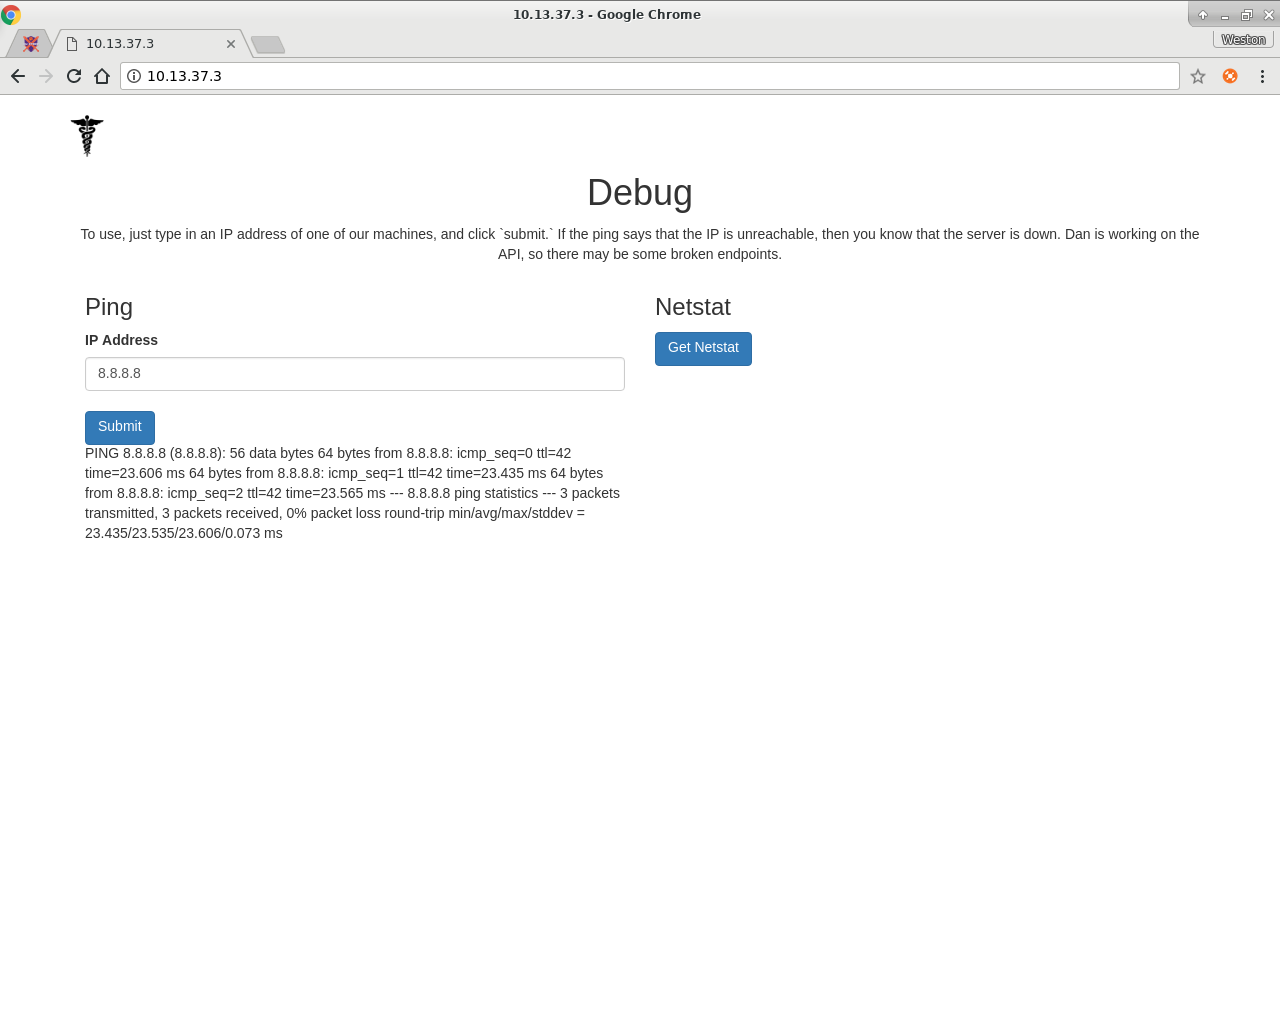 10.13.37.3 - Google Chrome
10.13.37.3
Weston
10.13.37.3
Debug
To use, just type in an IP address of one of our machines, and click `submit.` If the ping says that the IP is unreachable, then you know that the server is down. Dan is working on the
API, so there may be some broken endpoints.
Ping
IP Address
8.8.8.8
Submit
PING 8.8.8.8 (8.8.8.8): 56 data bytes 64 bytes from 8.8.8.8: icmp_seq=0 ttl=42
time=23.606 ms 64 bytes from 8.8.8.8: icmp_seq=1 ttl=42 time=23.435 ms 64 bytes
from 8.8.8.8: icmp_seq=2 ttl=42 time=23.565 ms --- 8.8.8.8 ping statistics --- 3 packets
transmitted, 3 packets received, 0% packet loss round-trip min/avg/max/stddev =
23.435/23.535/23.606/0.073 ms
Netstat
Get Netstat